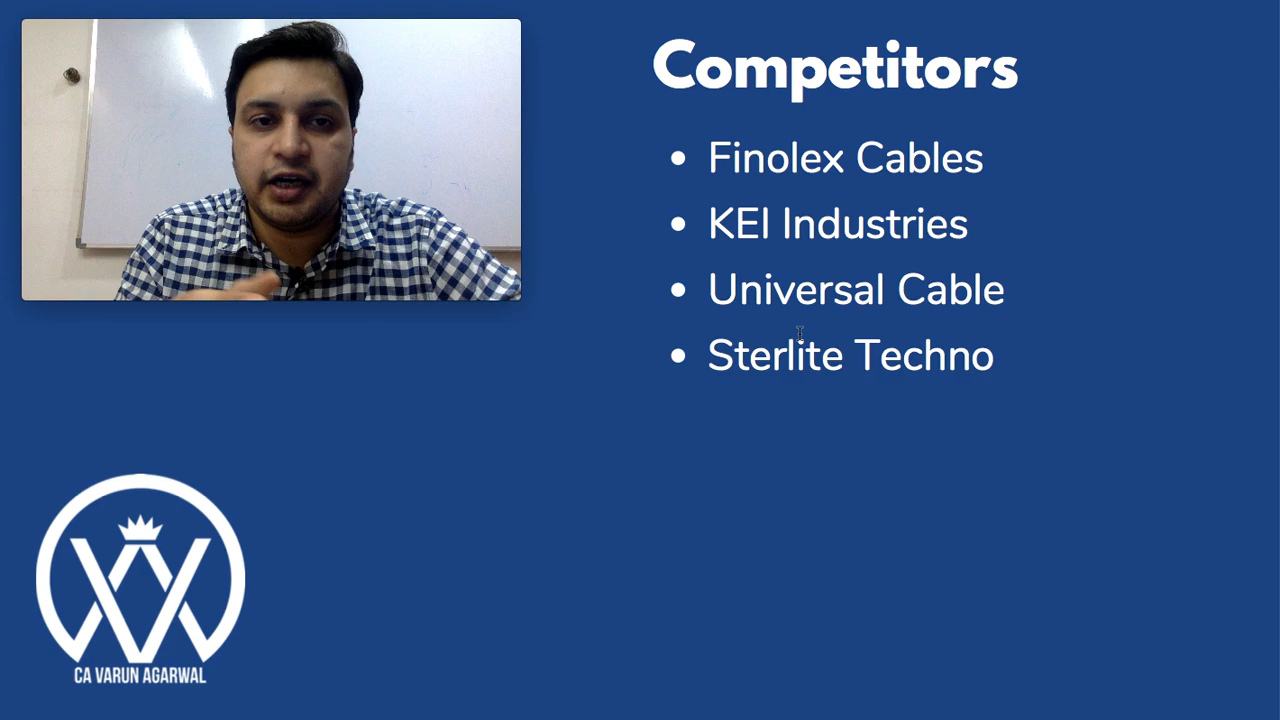 Competitors
• Finolex Cables
• KEI Industries
• Universal Cable
• Sterlite Techno
CA VARUN AGARWAL